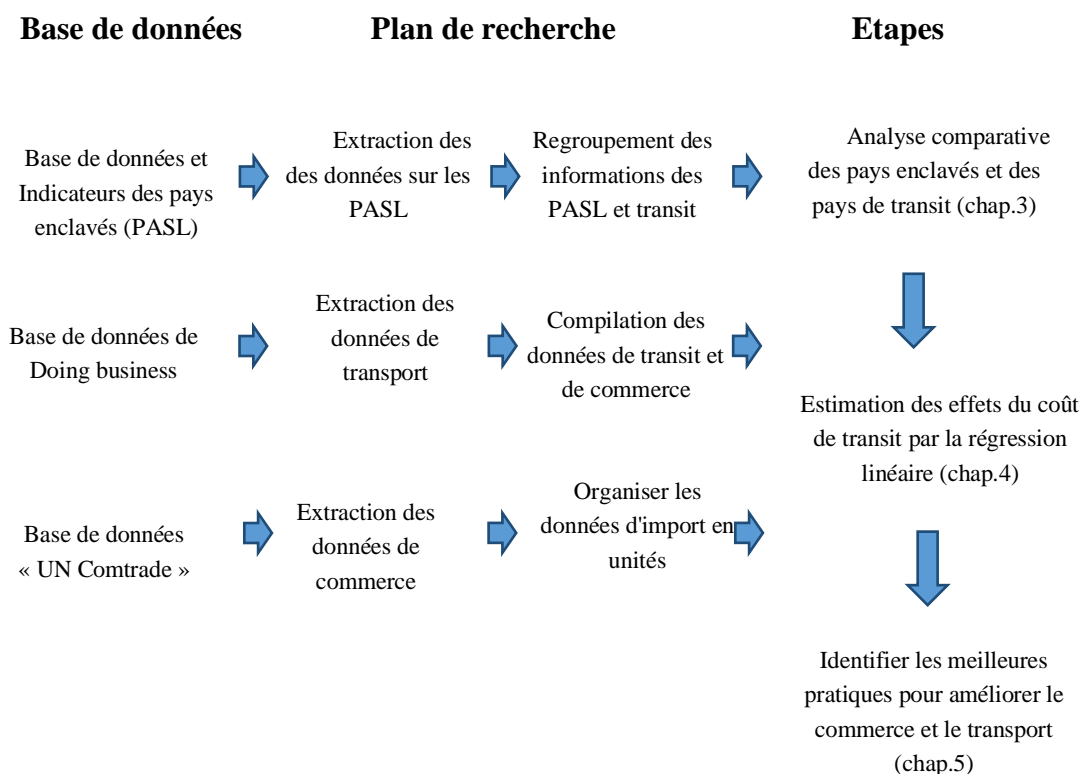 Base de données
Plan de recherche
Etapes
Base de données et
Indicateurs des pays
enclavés (PASL)
Extraction des
des données sur les
PASL
Regroupement des
informations des
PASL et transit
Analyse comparative
des pays enclavés et des
pays de transit (chap.3)
Base de données de
Doing business
Extraction des
données de
transport
Compilation des
données de transit et
de commerce
Estimation des effets du coût
de transit par la régression
linéaire (chap.4)
Base de données
« UN Comtrade »
Extraction des
données de
commerce
Organiser les
données d'import en
unités
Identifier les meilleures
pratiques pour améliorer le
commerce et le transport
(chap.5)